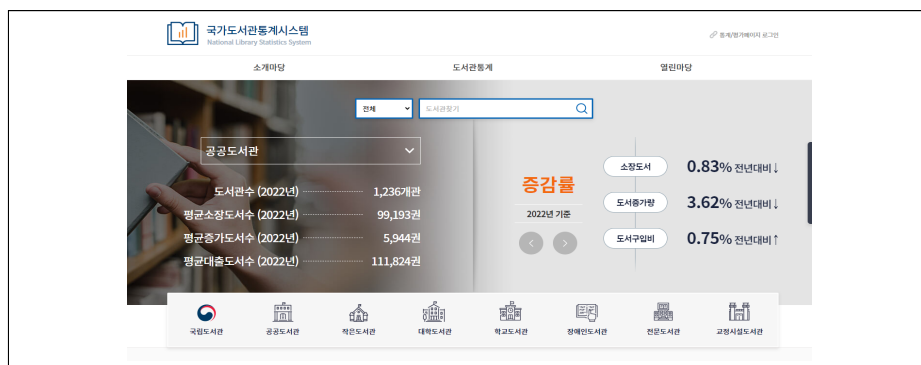 국가도서관통계시스템
National Library Statistics System
통계/평가페이지 로그인
소개마당 도서관통계 열린마당
전체 도서관찾기
공공도서관
도서관수 (2022년) 1,236개관
평균소장도서수 (2022년) 99,193권
평균증가도서수 (2022년) 5,944권
평균대출도서수 (2022년) 111,824권
증감률
2022년 기준
소장도서 0.83% 전년대비↓
도서증가량 3.62% 전년대비↓
도서구입비 0.75% 전년대비↑
국립도서관 공공도서관 작은도서관 대학도서관 학교도서관 장애인도서관 전문도서관 교정시설도서관